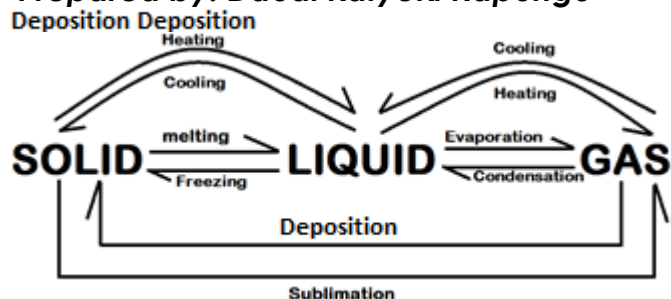 Deposition Deposition
Heating
Cooling
Cooling
Heating
melting
Evaporation
SOLID LIQUID GAS
Freezing
Condensation
Deposition
Sublimation